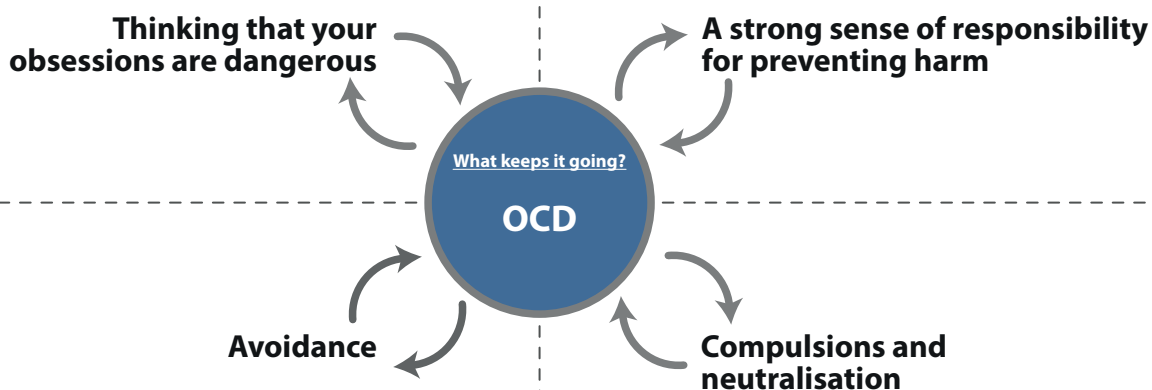 Thinking that your
obsessions are dangerous
A strong sense of responsibility
for preventing harm
What keeps it going?
OCD
Avoidance
Compulsions and
neutralisation